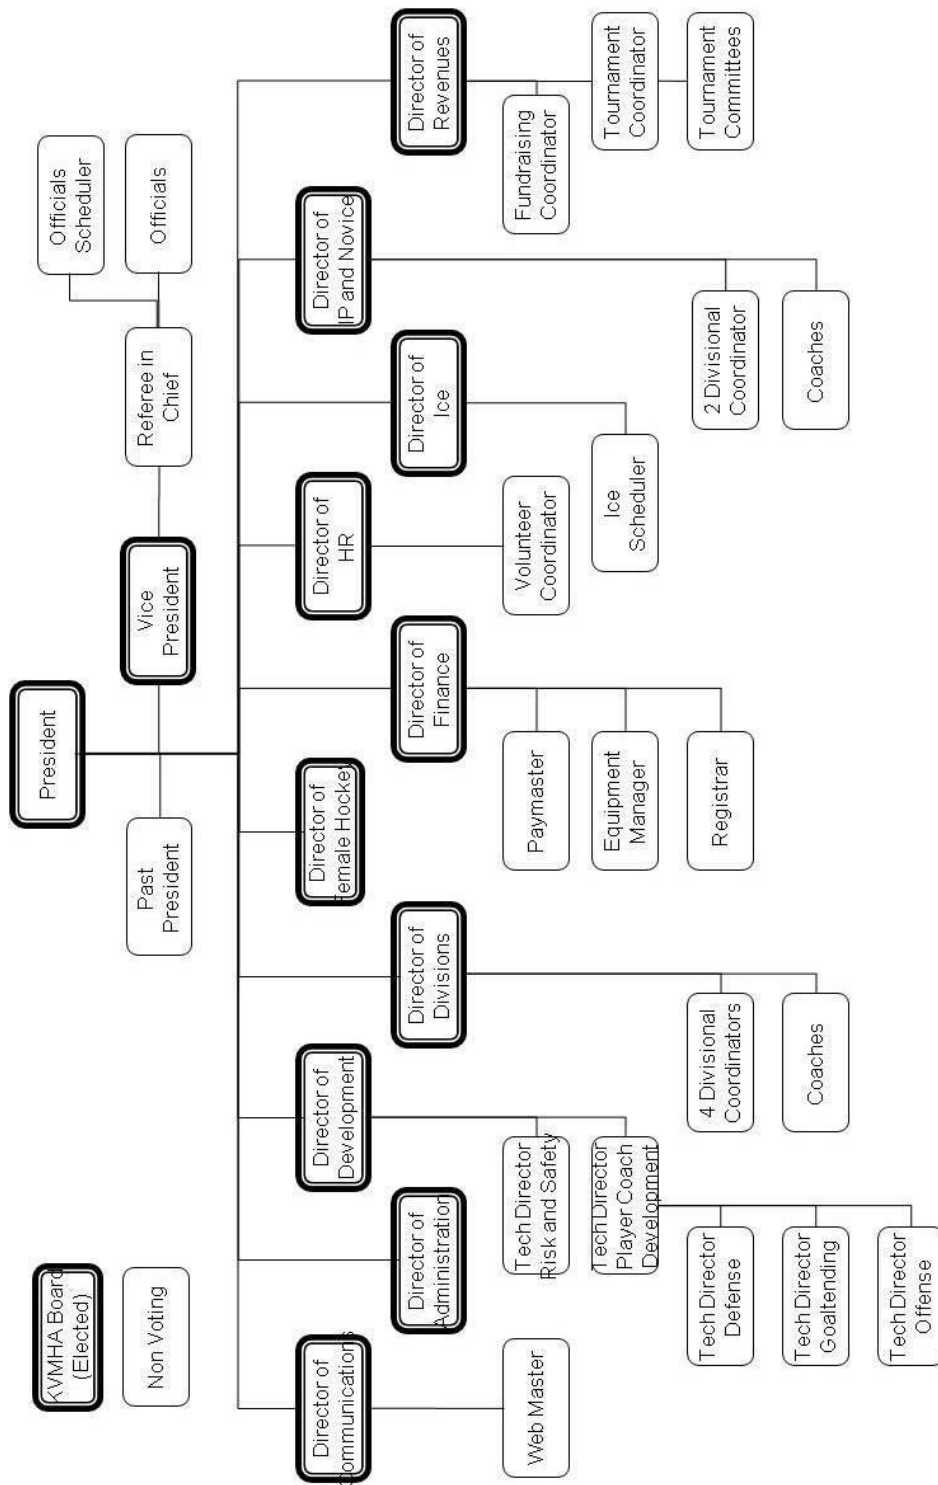 President
Past
President
Vice
President
Referee in
Chief
Officials
Scheduler
Officials
KVMHA Board
(Elected)
Non Voting
Director of
Communications
Director of
Administration
Director of
Development
Director of
Divisions
Director of
Female Hockey
Director of
Finance
Director of
HR
Director of
Ice
Director of
IP and Novice
Director of
Revenues
Web Master
Tech Director
Risk and Safety
Tech Director
Player Coach
Development
Tech Director
Defense
Tech Director
Goaltending
Tech Director
Offense
4 Divisional
Coordinators
Coaches
Paymaster
Equipment
Manager
Registrar
Volunteer
Coordinator
Ice
Scheduler
2 Divisional
Coordinator
Coaches
Fundraising
Coordinator
Tournament
Coordinator
Tournament
Committees